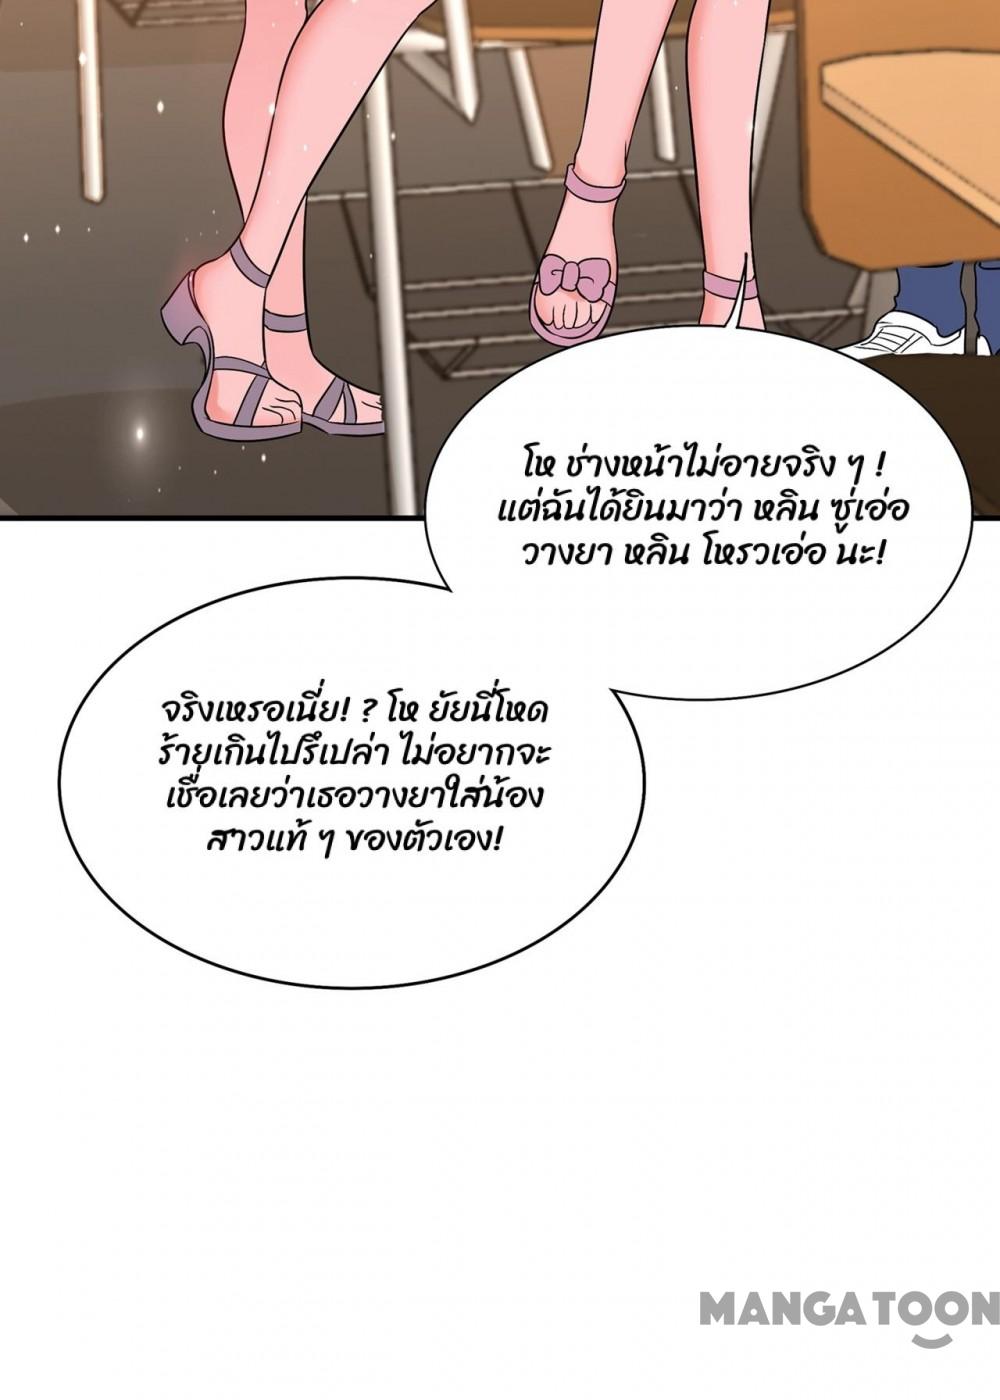 โห ช่างหน้าไม่อายจริง ๆ !
แต่ฉันได้ยินมาว่า หลิน ซู่เอ่อ
วางยา หลิน โหรวเอ่อ นะ!
จริงเหรอเนี่ย! ? โห ยัยนี่โหด
ร้ายเกินไปรึเปล่า ไม่อยากจะ
เชื่อเลยว่าเธอวางยาใส่น้อง
สาวแท้ ๆ ของตัวเอง!
MANGATOON